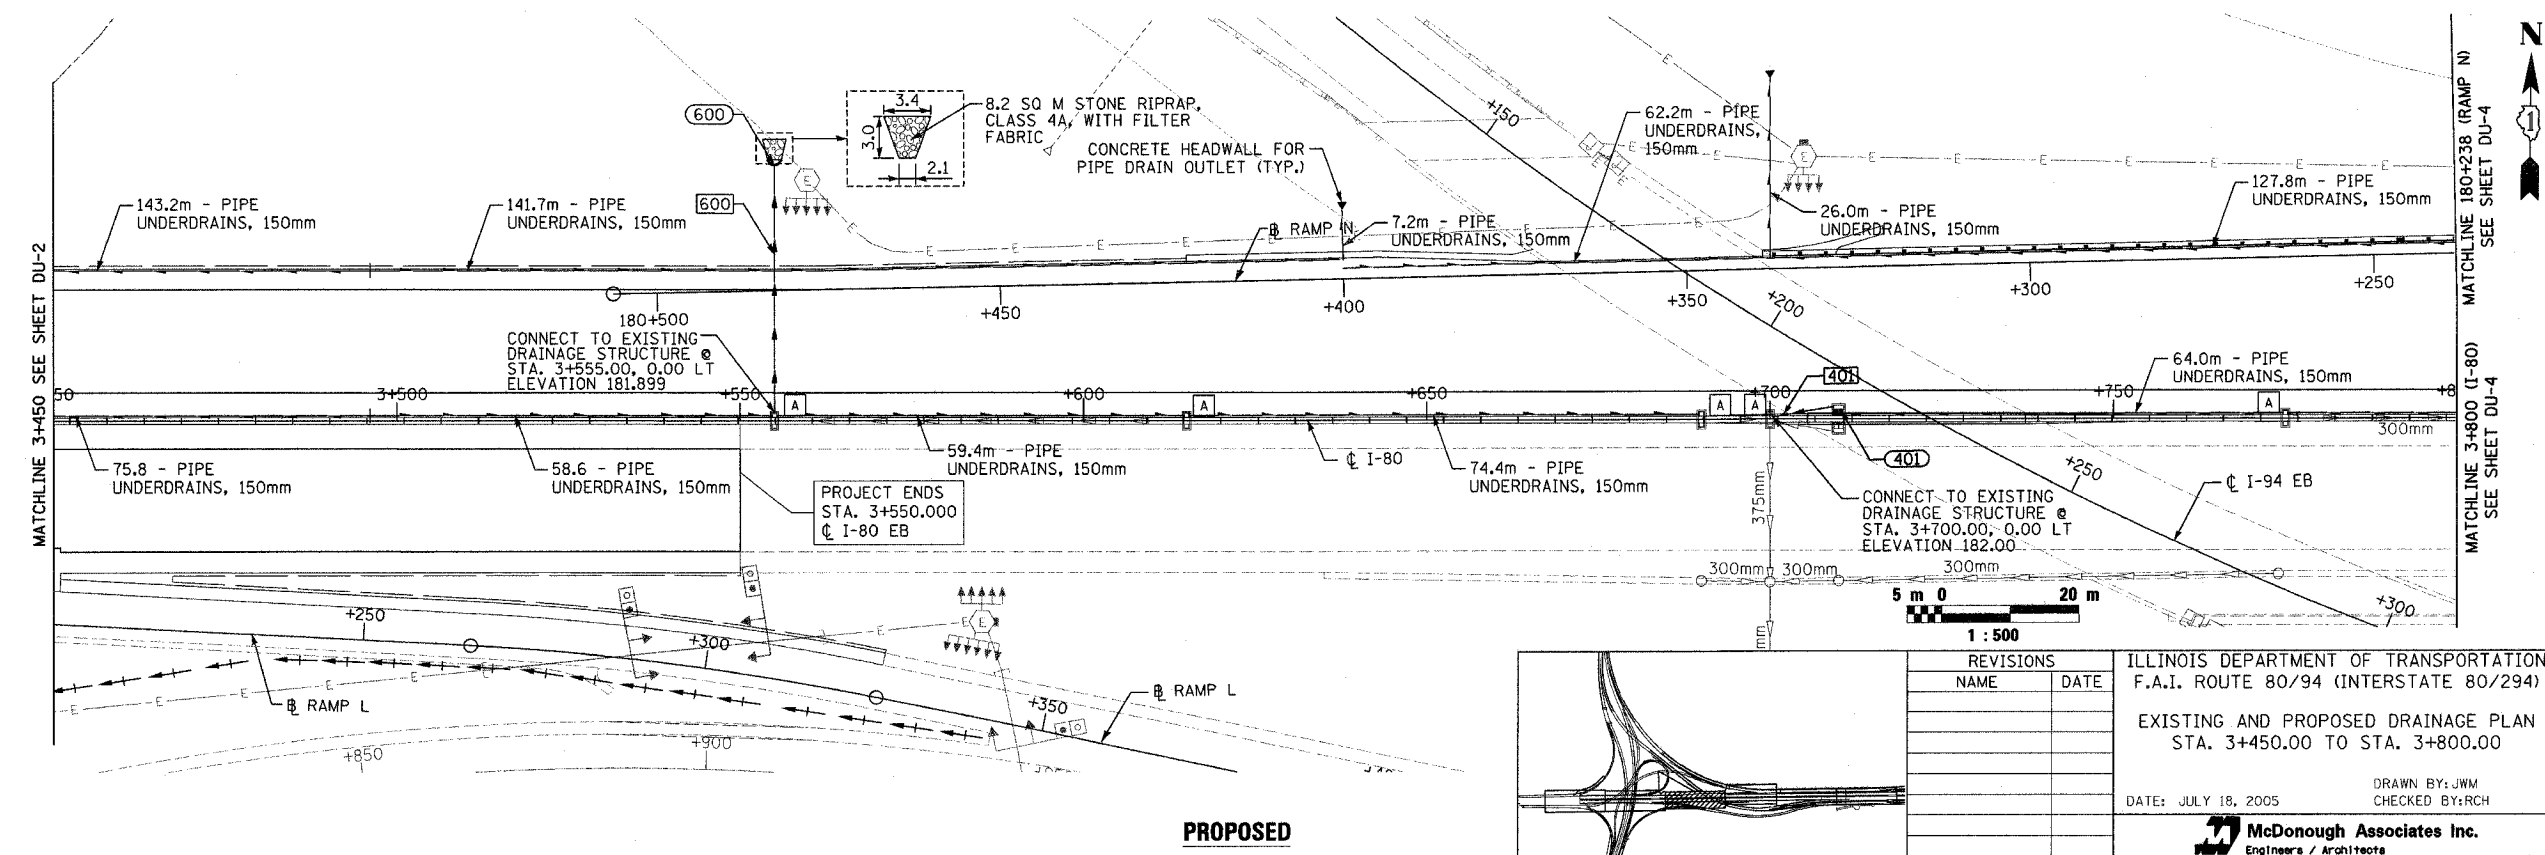 N
1
MATCHLINE 3+450 SEE SHEET DU-2
143.2m - PIPE
UNDERDRAINS, 150mm
141.7m - PIPE
UNDERDRAINS, 150mm
600
600
3.4
3.0
2.1
8.2 SQ M STONE RIPRAP,
CLASS 4A, WITH FILTER
FABRIC
CONCRETE HEADWALL FOR
PIPE DRAIN OUTLET (TYP.)
℄ RAMP N
7.2m - PIPE
UNDERDRAINS, 150mm
62.2m - PIPE
UNDERDRAINS,
150mm
26.0m - PIPE
UNDERDRAINS, 150mm
127.8m - PIPE
UNDERDRAINS, 150mm
MATCHLINE 180+238 (RAMP N)
SEE SHEET DU-4
+150
+200
+250
+300
180+500
+450
+400
+350
+300
+250
CONNECT TO EXISTING
DRAINAGE STRUCTURE @
STA. 3+555.00, 0.00 LT
ELEVATION 181.899
50
3+500
+550
+600
+650
+700
+750
+8
A
A
A
A
A
401
401
64.0m - PIPE
UNDERDRAINS, 150mm
300mm
MATCHLINE 3+800 (I-80)
SEE SHEET DU-4
75.8 - PIPE
UNDERDRAINS, 150mm
58.6 - PIPE
UNDERDRAINS, 150mm
59.4m - PIPE
UNDERDRAINS, 150mm
℄ I-80
74.4m - PIPE
UNDERDRAINS, 150mm
PROJECT ENDS
STA. 3+550.000
℄ I-80 EB
375mm
CONNECT TO EXISTING
DRAINAGE STRUCTURE @
STA. 3+700.00, 0.00 LT
ELEVATION 182.00
℄ I-94 EB
300mm
300mm
300mm
mm
5 m 0 20 m
1 : 500
+250
+300
+350
℄ RAMP L
℄ RAMP L
+850
+900
E
E
E
PROPOSED
REVISIONS
NAME DATE
ILLINOIS DEPARTMENT OF TRANSPORTATION
F.A.I. ROUTE 80/94 (INTERSTATE 80/294)
EXISTING AND PROPOSED DRAINAGE PLAN
STA. 3+450.00 TO STA. 3+800.00
DRAWN BY: JWM
DATE: JULY 18, 2005
CHECKED BY: RCH
McDonough Associates Inc.
Engineers / Architects